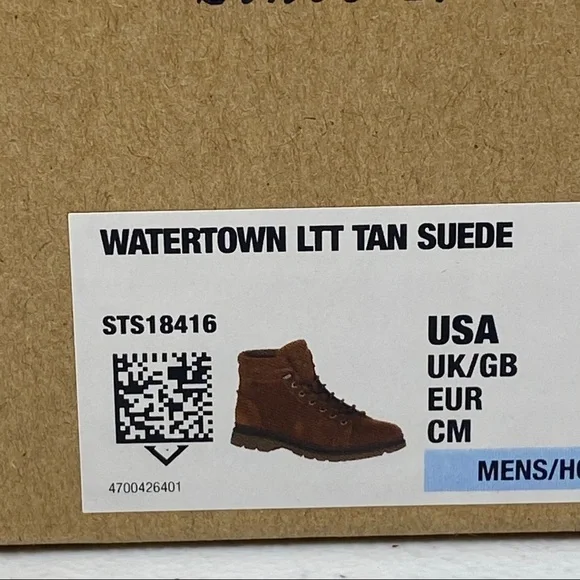 WATERTOWN LTT TAN SUEDE
STS18416
USA
UK/GB
EUR
CM
MENS/HO
4700426401